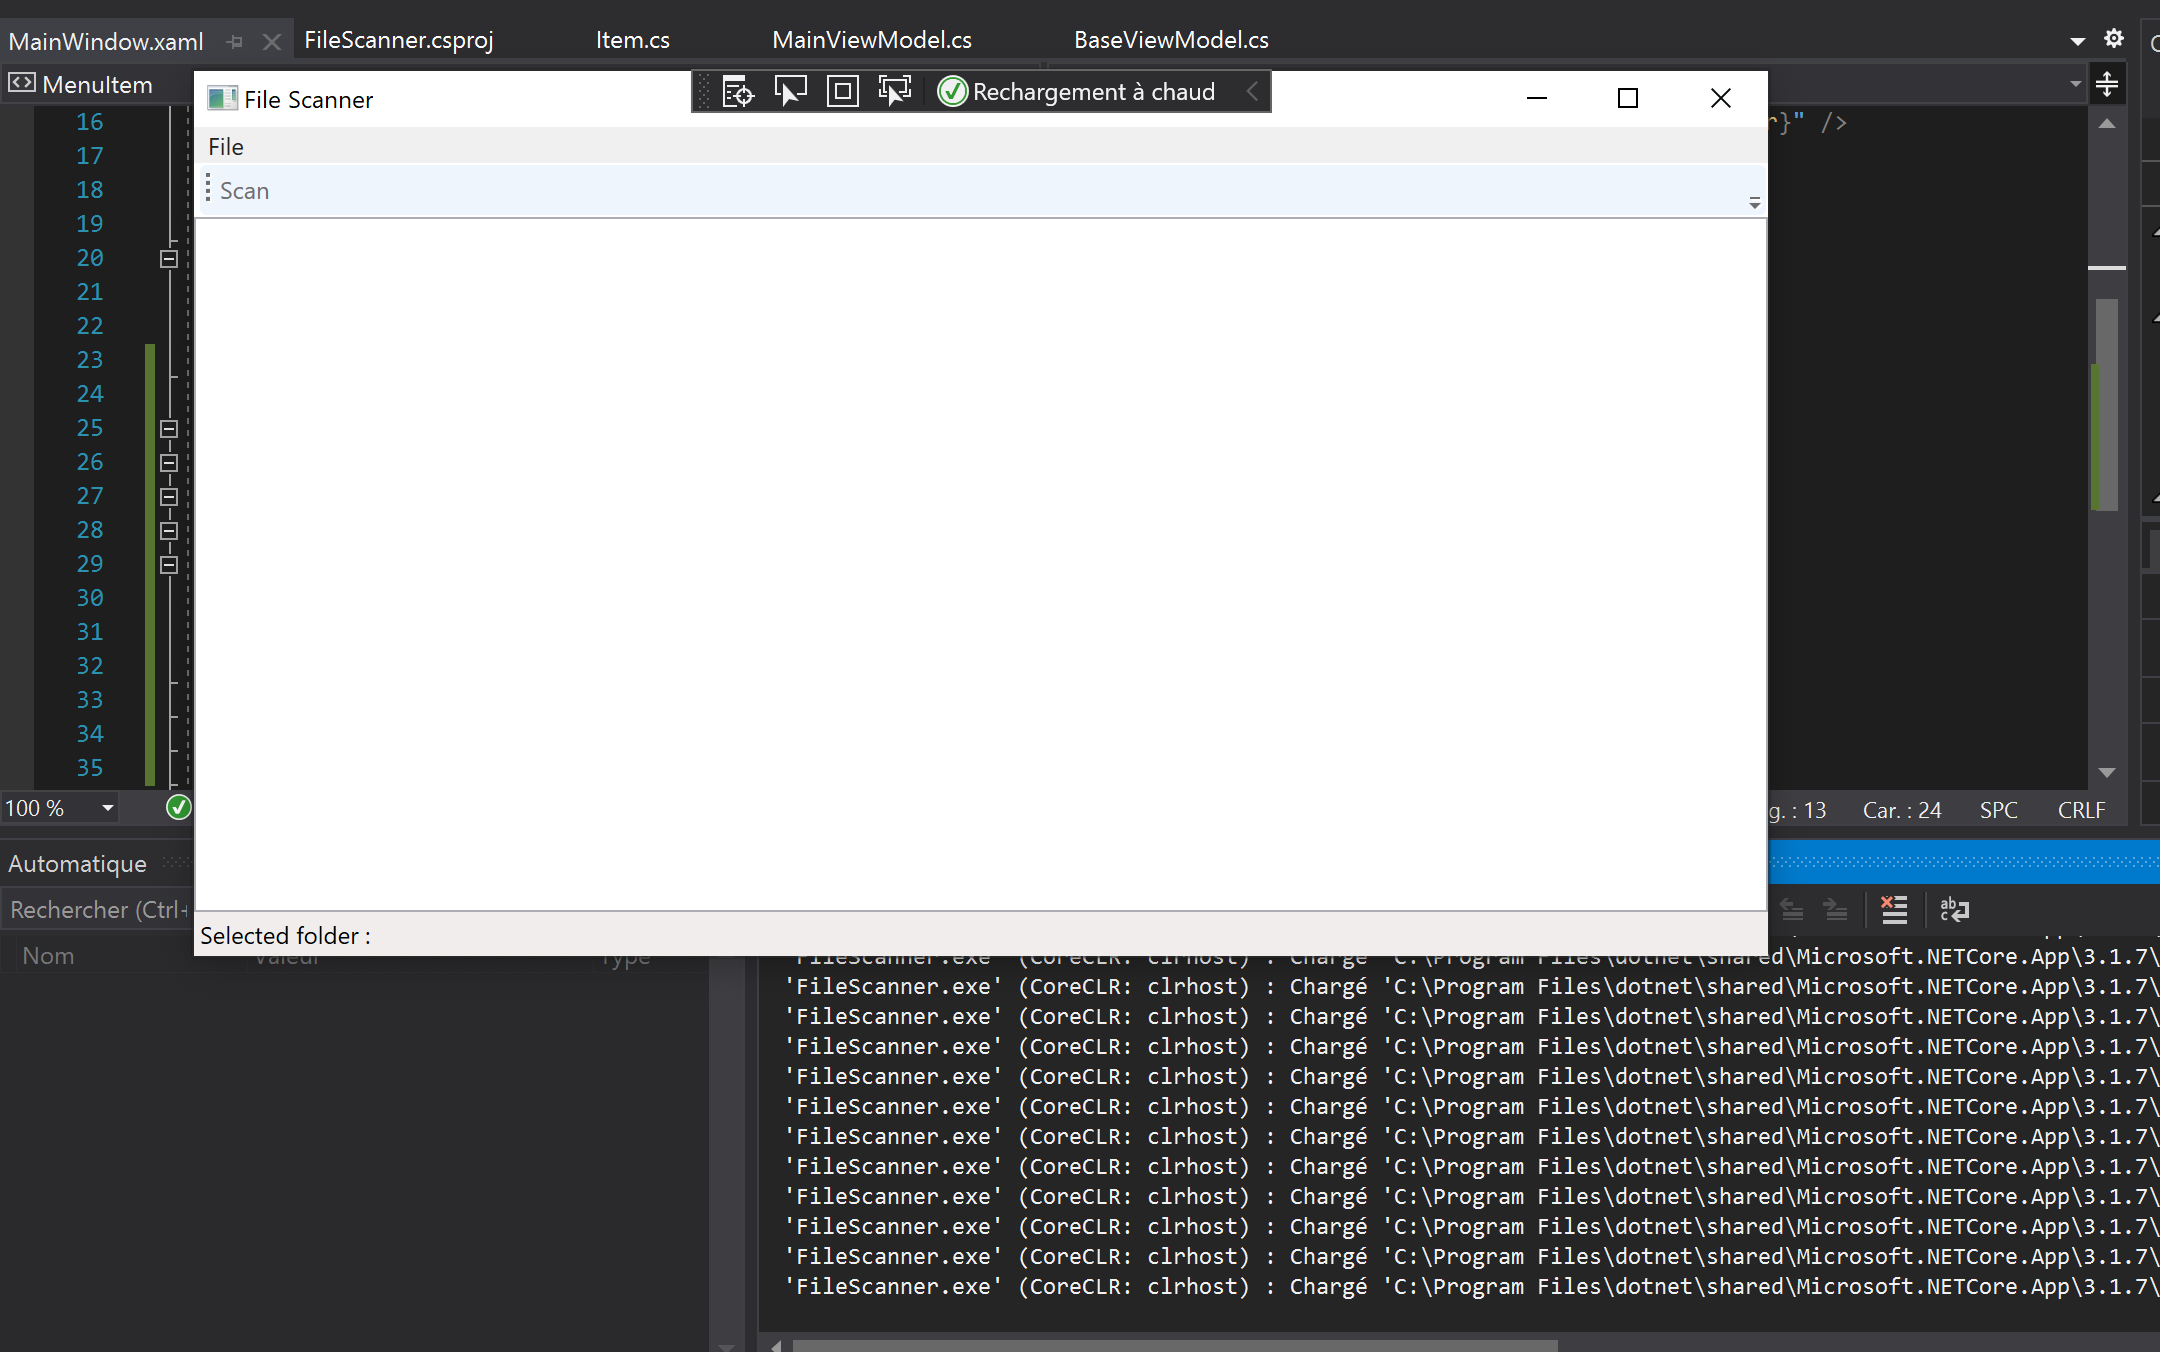 MainWindow.xaml FileScanner.csproj Item.cs MainViewModel.cs BaseViewModel.cs
MenuItem
File Scanner
Rechargement à chaud
File
Scan
16
17
18
19
20
21
22
23
24
25
26
27
28
29
30
31
32
33
34
35
}" />
100 %
g. : 13 Car. : 24 SPC CRLF
Automatique
Rechercher (Ctrl+
Selected folder :
Nom Valeur Type
'FileScanner.exe' (CoreCLR: clrhost) : Chargé 'C:\Program Files\dotnet\shared\Microsoft.NETCore.App\3.1.7\
'FileScanner.exe' (CoreCLR: clrhost) : Chargé 'C:\Program Files\dotnet\shared\Microsoft.NETCore.App\3.1.7\
'FileScanner.exe' (CoreCLR: clrhost) : Chargé 'C:\Program Files\dotnet\shared\Microsoft.NETCore.App\3.1.7\
'FileScanner.exe' (CoreCLR: clrhost) : Chargé 'C:\Program Files\dotnet\shared\Microsoft.NETCore.App\3.1.7\
'FileScanner.exe' (CoreCLR: clrhost) : Chargé 'C:\Program Files\dotnet\shared\Microsoft.NETCore.App\3.1.7\
'FileScanner.exe' (CoreCLR: clrhost) : Chargé 'C:\Program Files\dotnet\shared\Microsoft.NETCore.App\3.1.7\
'FileScanner.exe' (CoreCLR: clrhost) : Chargé 'C:\Program Files\dotnet\shared\Microsoft.NETCore.App\3.1.7\
'FileScanner.exe' (CoreCLR: clrhost) : Chargé 'C:\Program Files\dotnet\shared\Microsoft.NETCore.App\3.1.7\
'FileScanner.exe' (CoreCLR: clrhost) : Chargé 'C:\Program Files\dotnet\shared\Microsoft.NETCore.App\3.1.7\
'FileScanner.exe' (CoreCLR: clrhost) : Chargé 'C:\Program Files\dotnet\shared\Microsoft.NETCore.App\3.1.7\
'FileScanner.exe' (CoreCLR: clrhost) : Chargé 'C:\Program Files\dotnet\shared\Microsoft.NETCore.App\3.1.7\
'FileScanner.exe' (CoreCLR: clrhost) : Chargé 'C:\Program Files\dotnet\shared\Microsoft.NETCore.App\3.1.7\